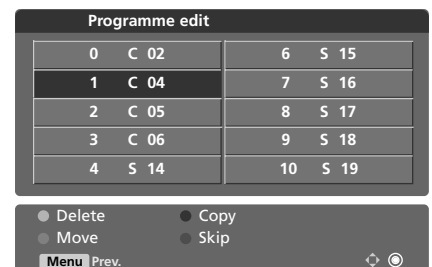 Programme edit
0 C 02 6 S 15
1 C 04 7 S 16
2 C 05 8 S 17
3 C 06 9 S 18
4 S 14 10 S 19
Delete Copy
Move Skip
Menu Prev.